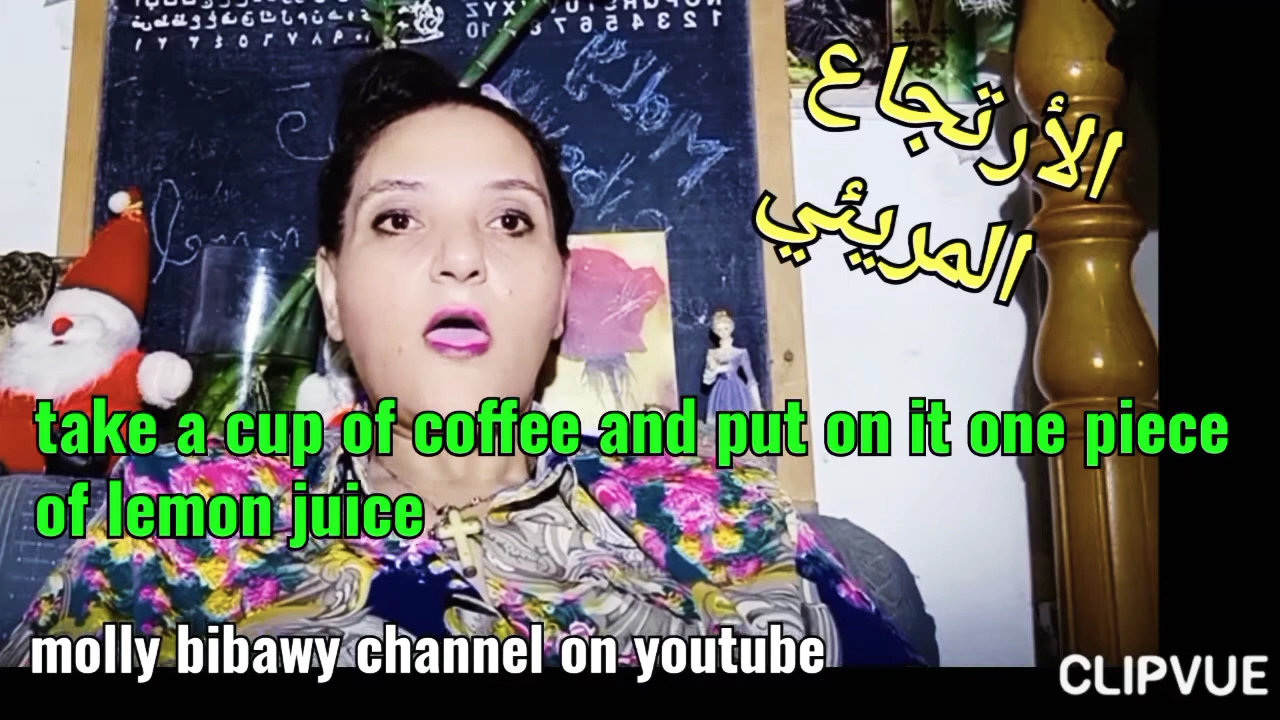 الأرتجاع
المريئي
take a cup of coffee and put on it one piece
of lemon juice
molly bibawy channel on youtube
CLIPVUE